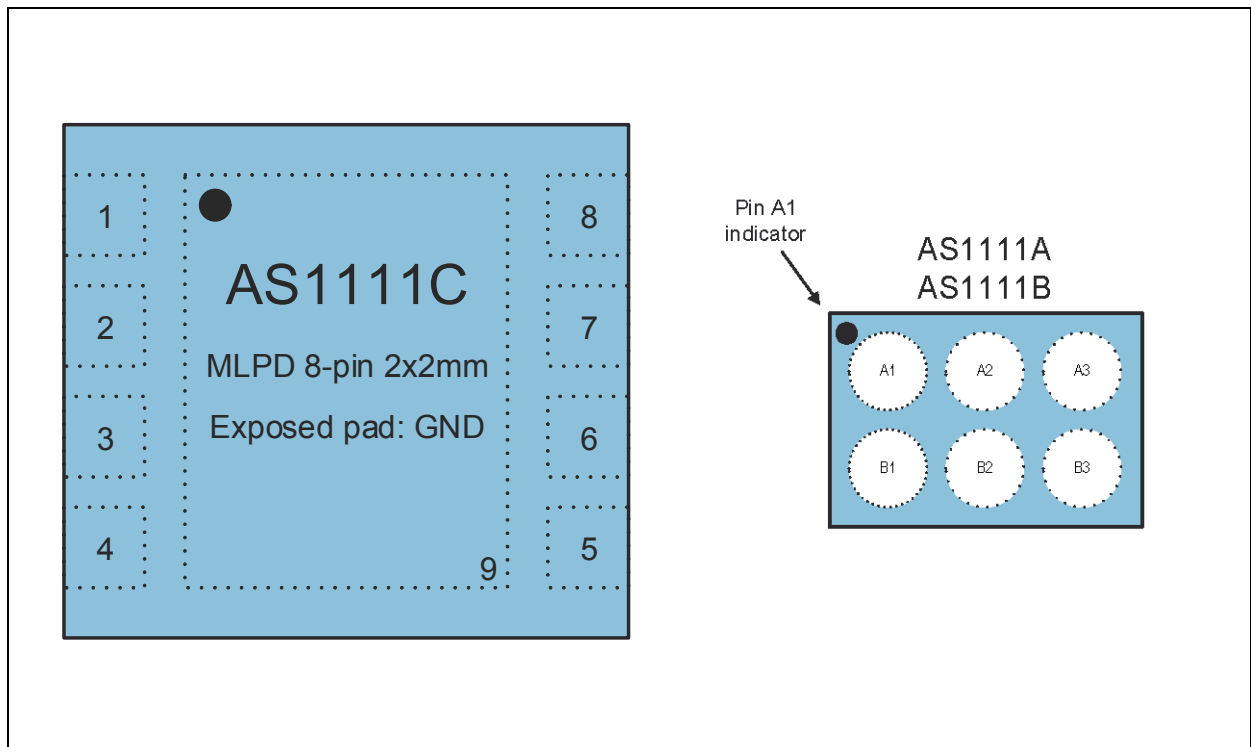 1
2
3
4
AS1111C
MLPD 8-pin 2x2mm
Exposed pad: GND
9
8
7
6
5
Pin A1
indicator
AS1111A
AS1111B
A1 A2 A3
B1 B2 B3